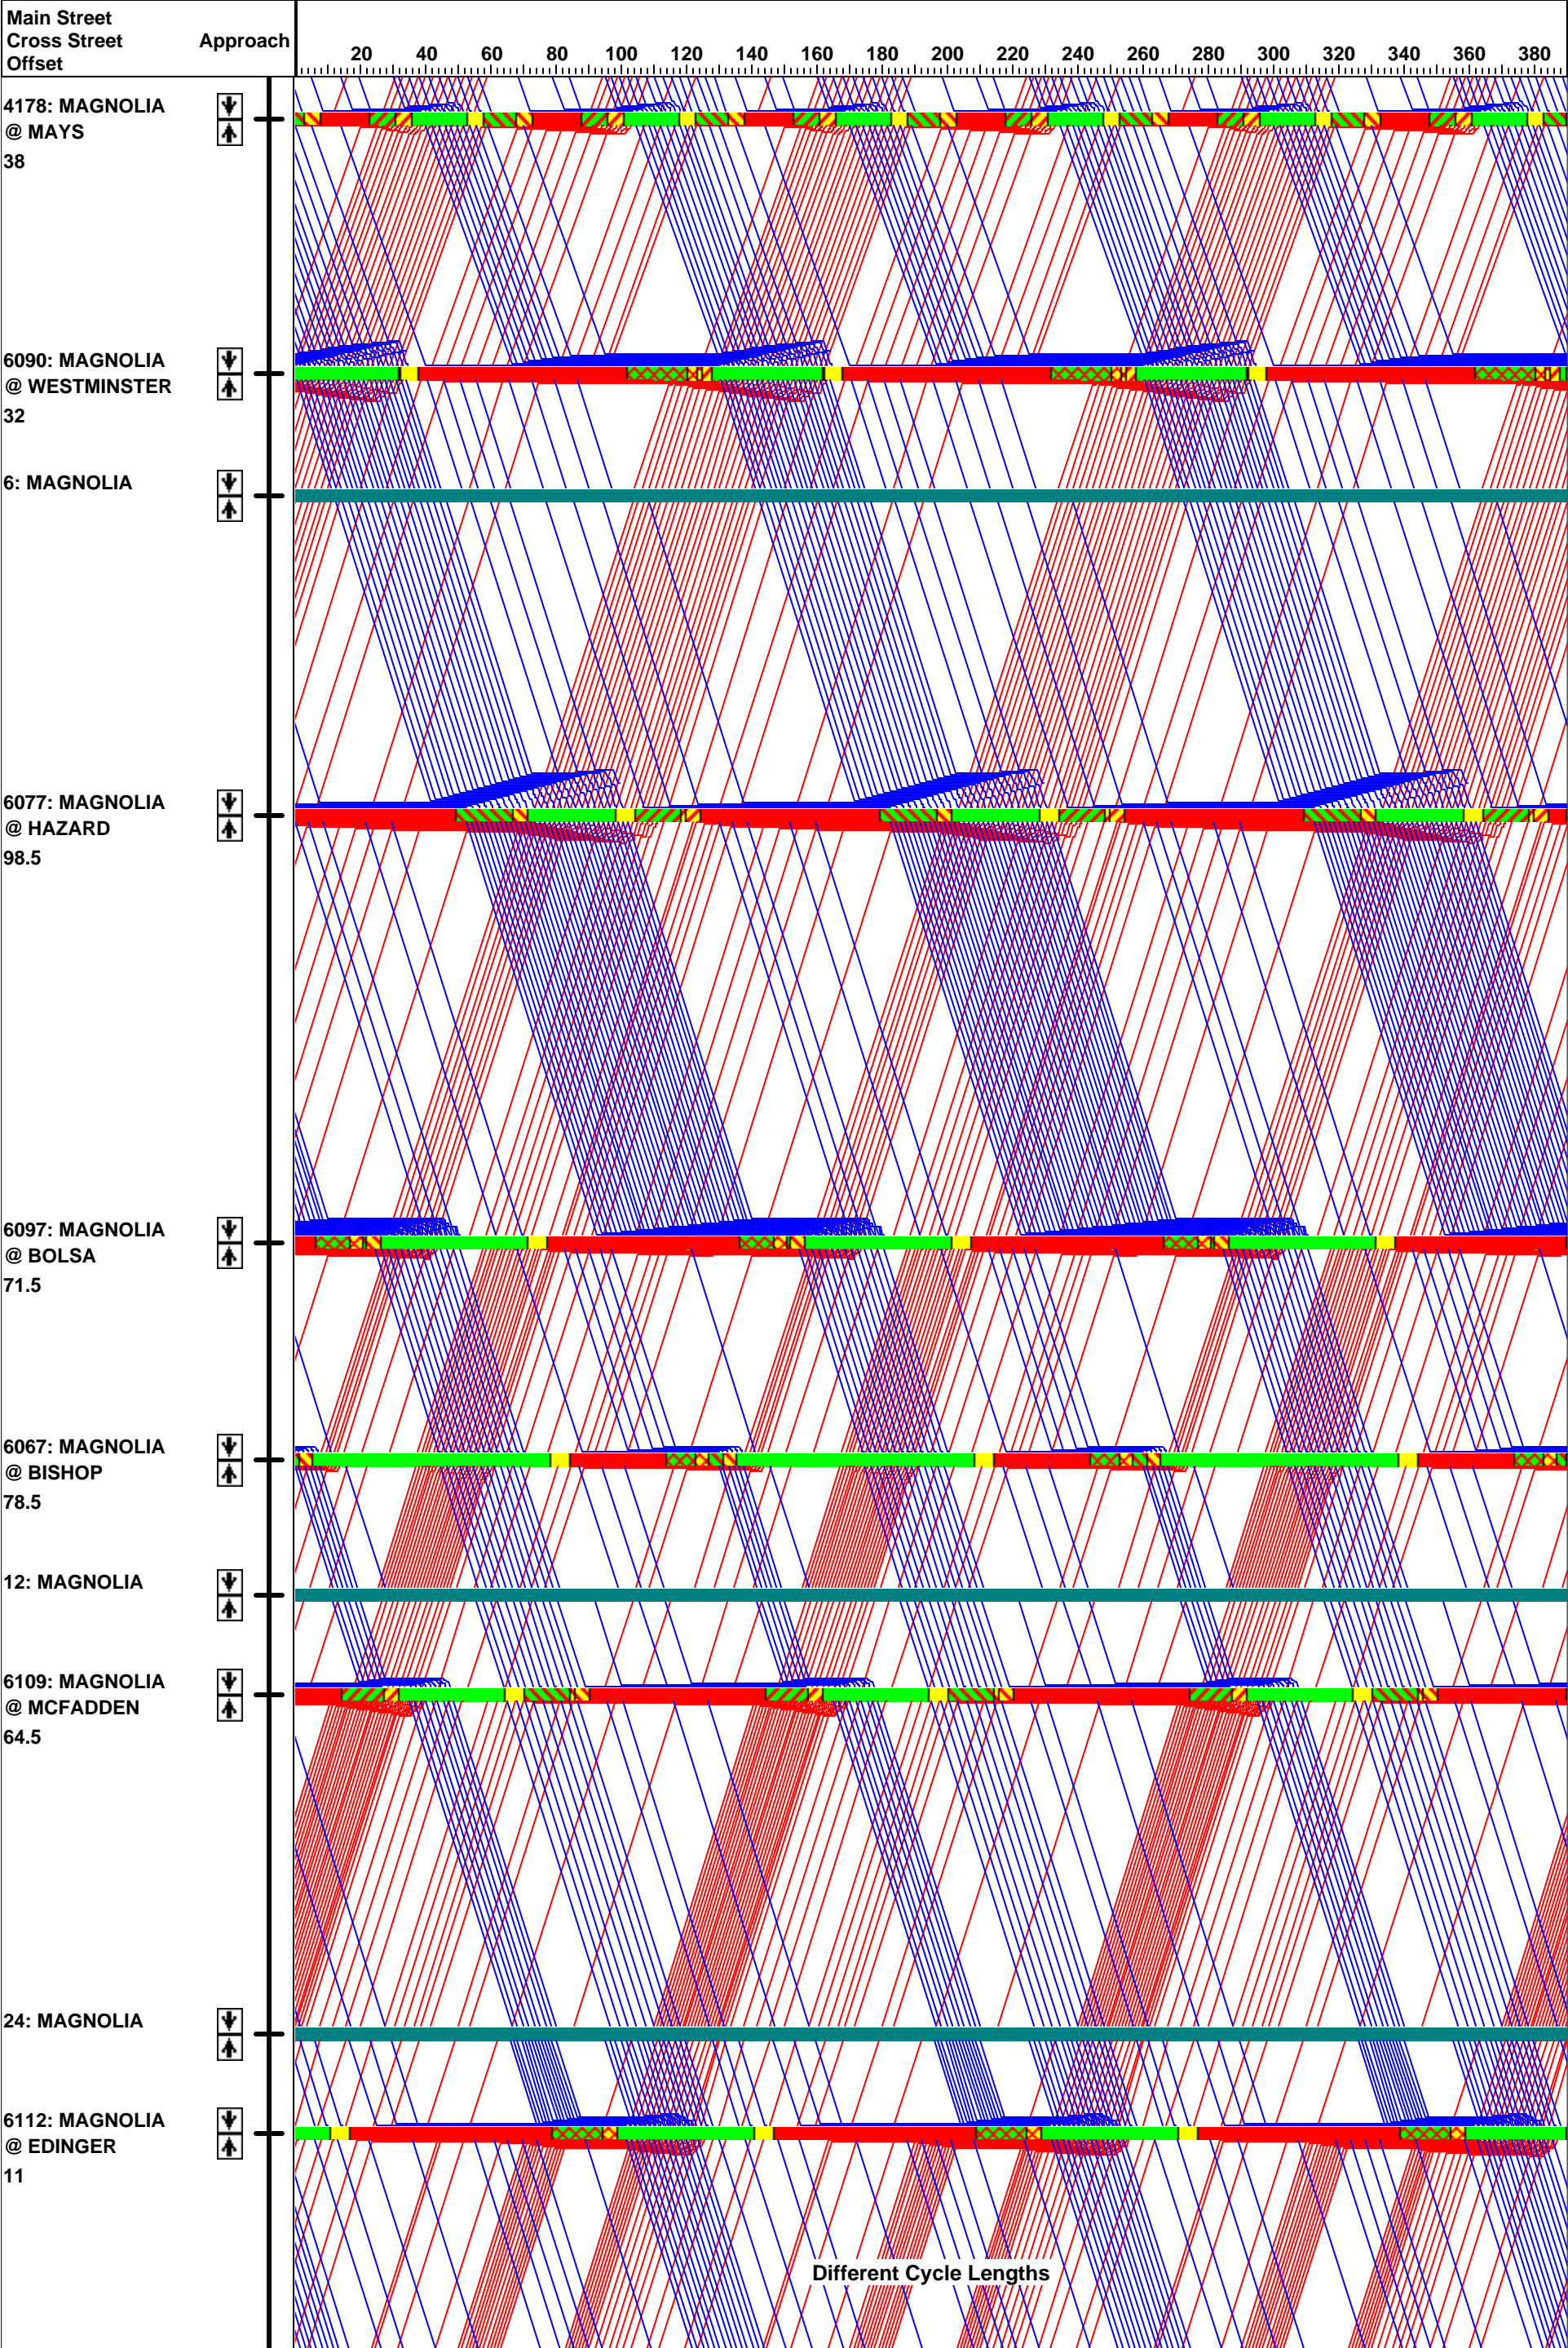 Main Street
Cross Street Approach
Offset
20 40 60 80 100 120 140 160 180 200 220 240 260 280 300 320 340 360 380
4178: MAGNOLIA
@ MAYS
38
6090: MAGNOLIA
@ WESTMINSTER
32
6: MAGNOLIA
6077: MAGNOLIA
@ HAZARD
98.5
6097: MAGNOLIA
@ BOLSA
71.5
6067: MAGNOLIA
@ BISHOP
78.5
12: MAGNOLIA
6109: MAGNOLIA
@ MCFADDEN
64.5
24: MAGNOLIA
6112: MAGNOLIA
@ EDINGER
11
Different Cycle Lengths